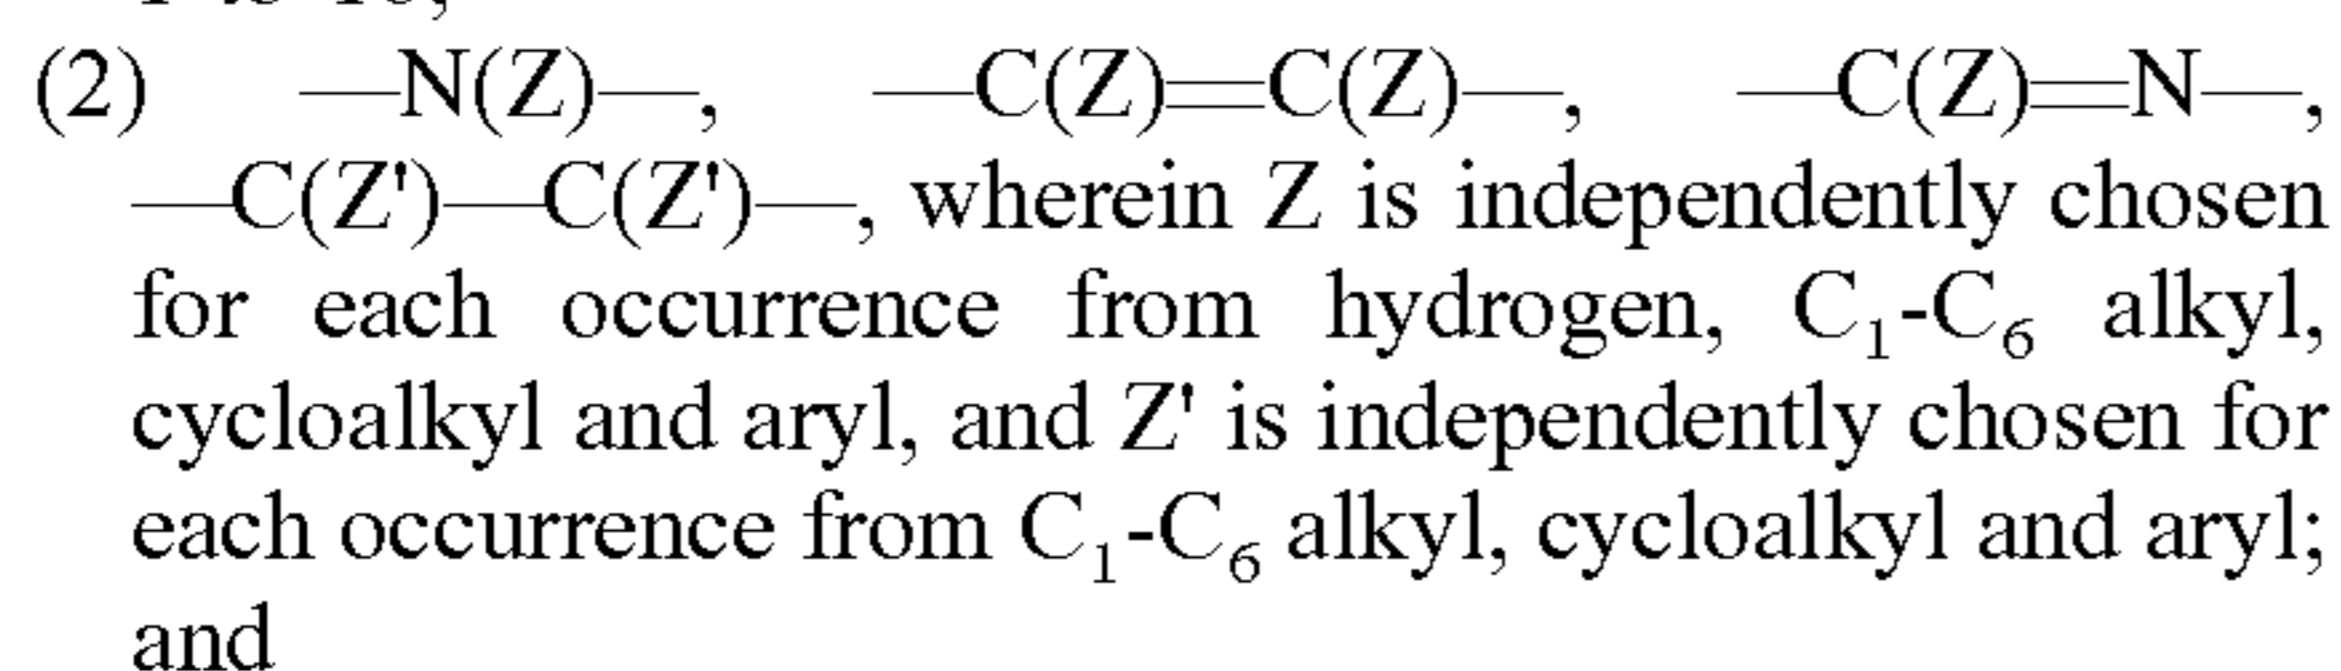 (2) —N(Z)—, —C(Z)=C(Z)—, —C(Z)=N—,
—C(Z')—C(Z')—, wherein Z is independently chosen
for each occurrence from hydrogen, C₁-C₆ alkyl,
cycloalkyl and aryl, and Z' is independently chosen for
each occurrence from C₁-C₆ alkyl, cycloalkyl and aryl;
and